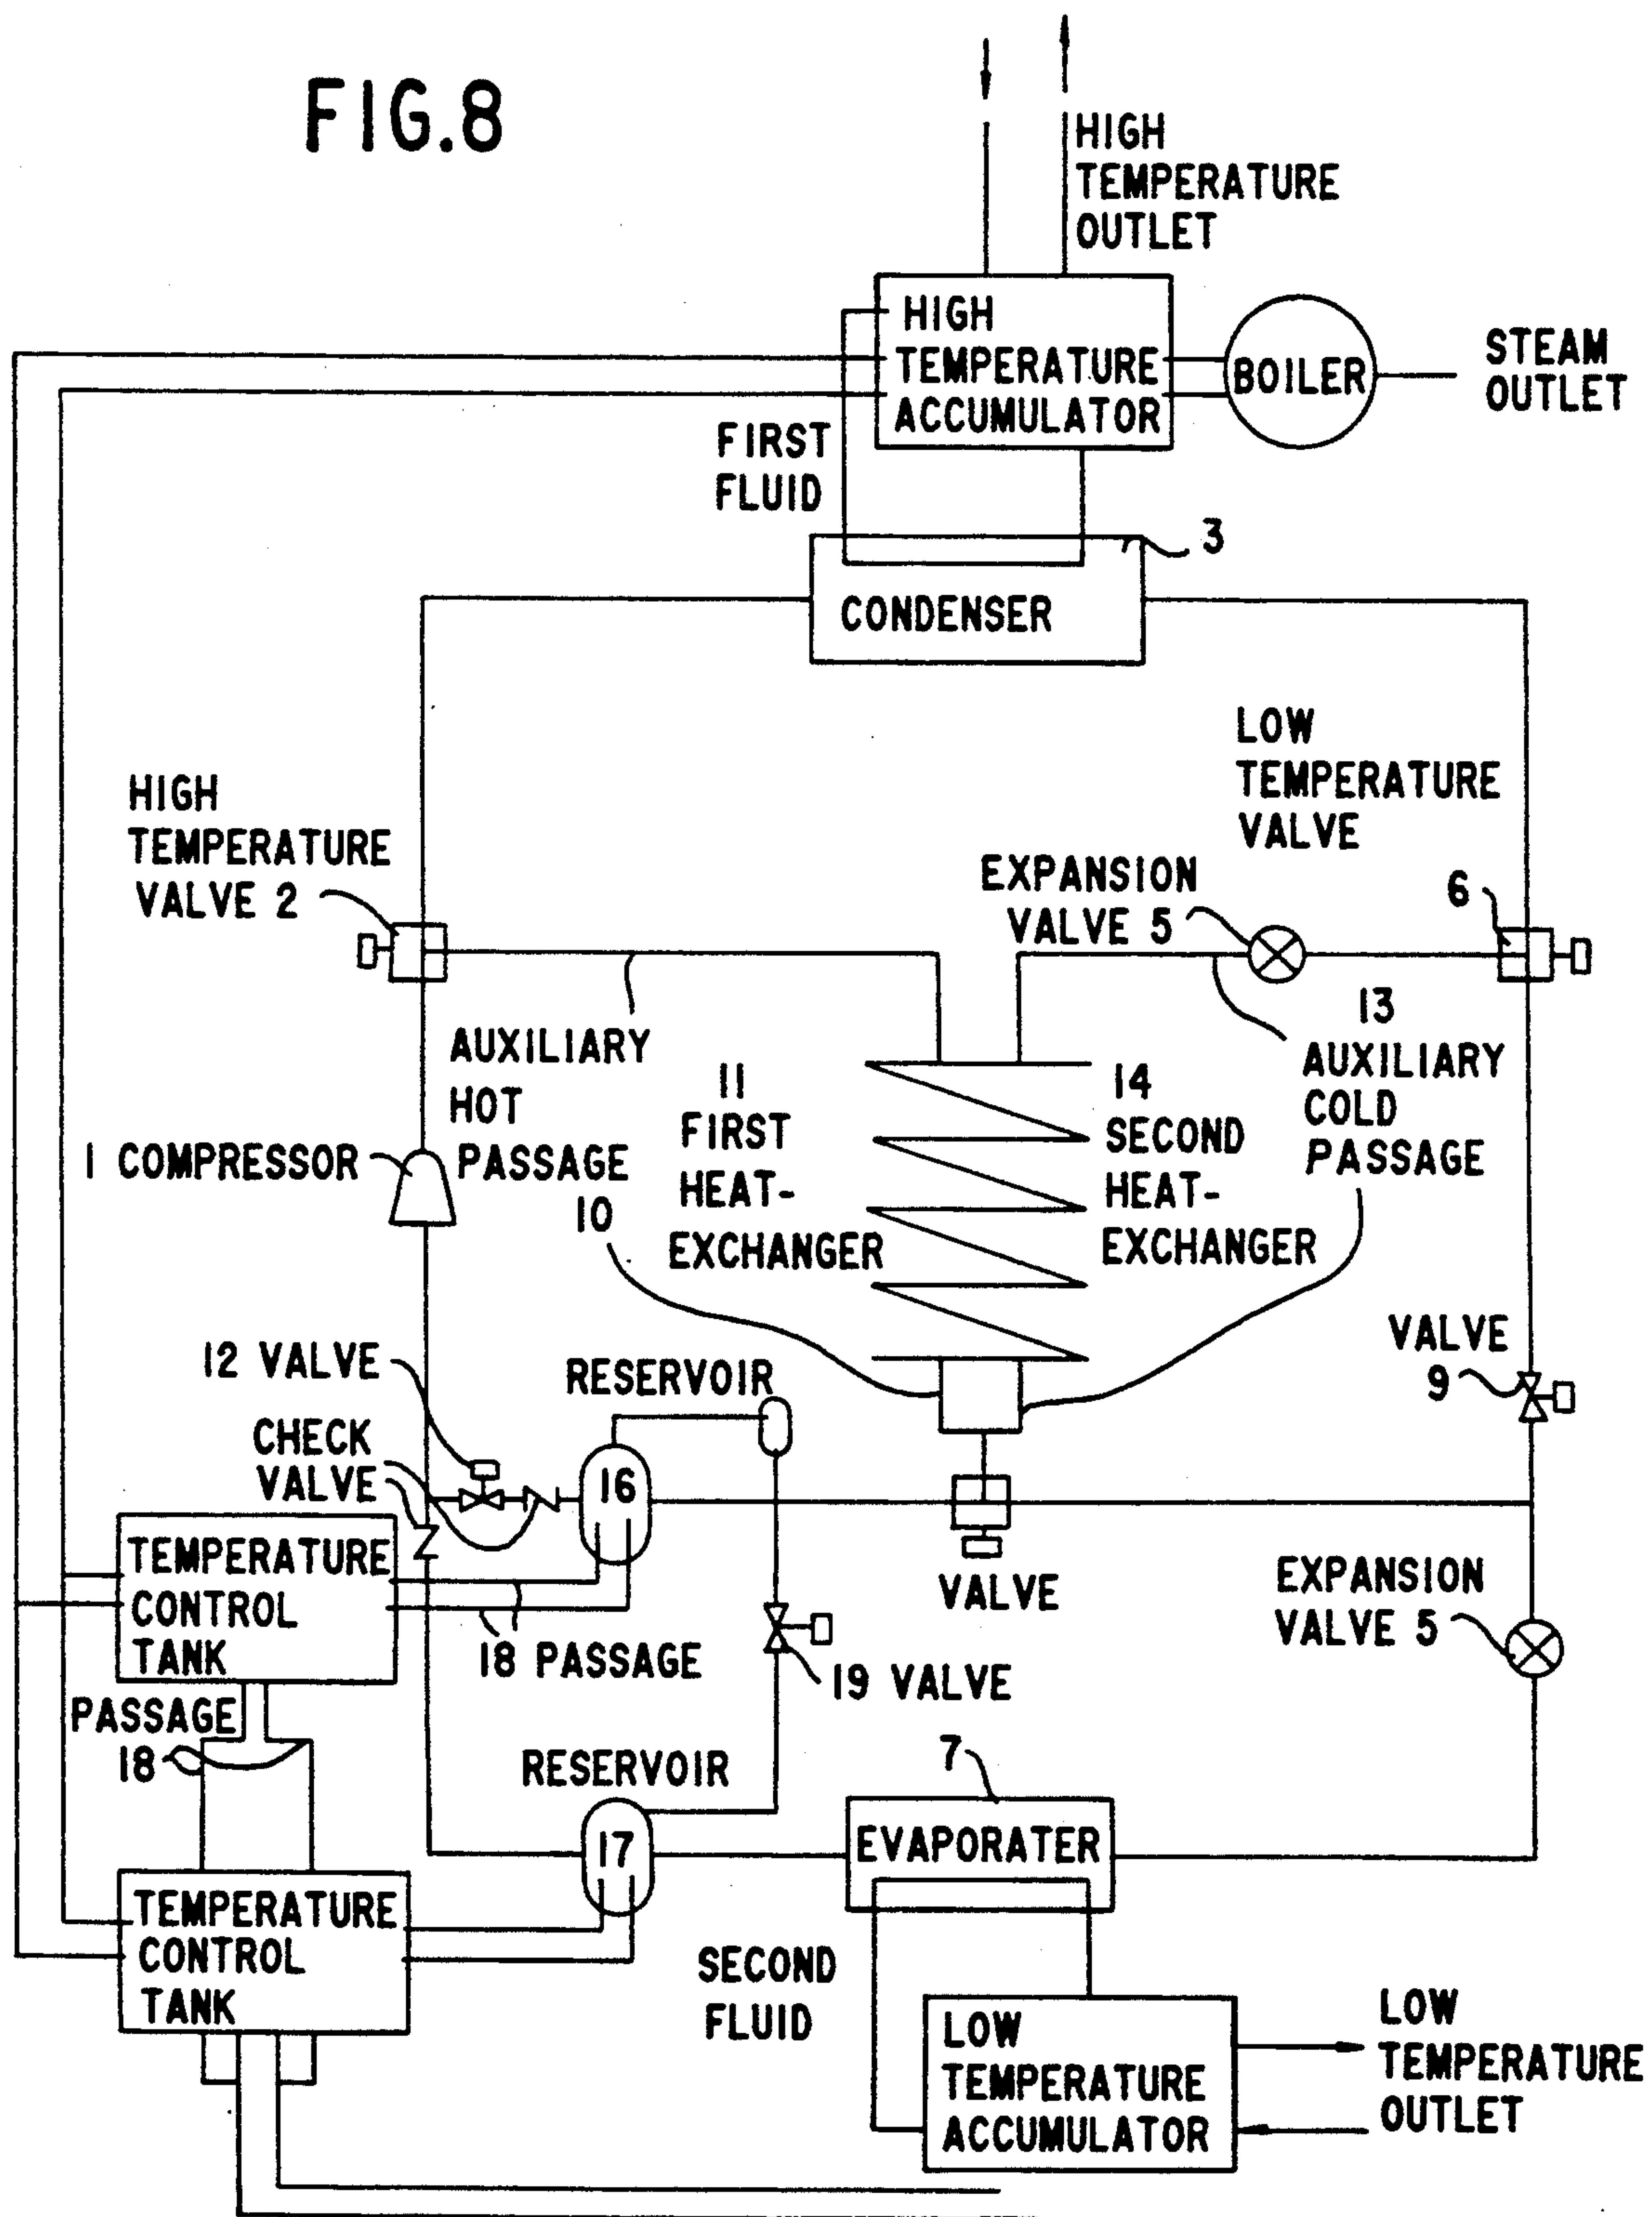 FIG.8
HIGH
TEMPERATURE
OUTLET
HIGH
TEMPERATURE
ACCUMULATOR
BOILER
STEAM
OUTLET
FIRST
FLUID
3
CONDENSER
LOW
TEMPERATURE
VALVE
6
HIGH
TEMPERATURE
VALVE 2
EXPANSION
VALVE 5
13
AUXILIARY
COLD
PASSAGE
AUXILIARY
HOT
PASSAGE
10
11
FIRST
HEAT-
EXCHANGER
14
SECOND
HEAT-
EXCHANGER
1 COMPRESSOR
VALVE
9
12 VALVE
RESERVOIR
CHECK
VALVE
16
TEMPERATURE
CONTROL
TANK
18 PASSAGE
VALVE
EXPANSION
VALVE 5
19 VALVE
PASSAGE
18
RESERVOIR
17
7
EVAPORATER
TEMPERATURE
CONTROL
TANK
SECOND
FLUID
LOW
TEMPERATURE
ACCUMULATOR
LOW
TEMPERATURE
OUTLET